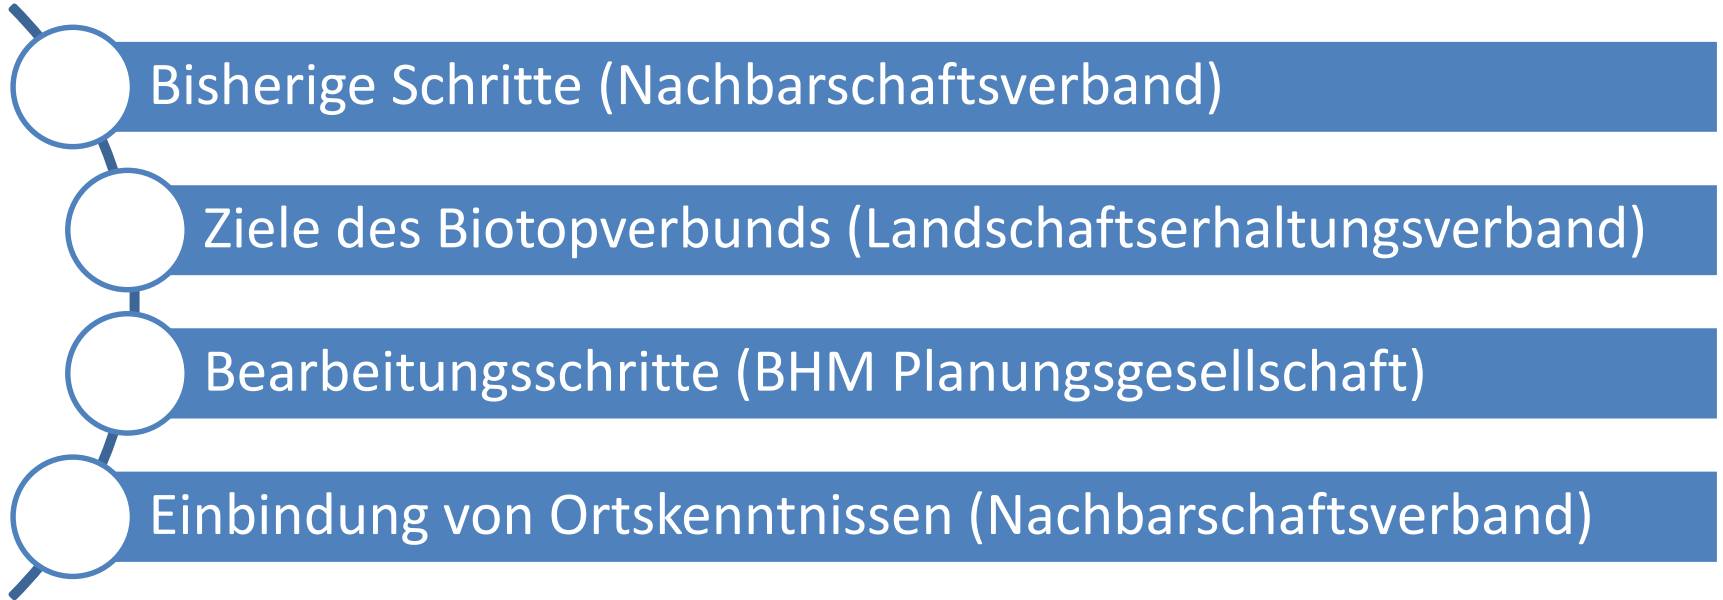 Bisherige Schritte (Nachbarschaftsverband)
Ziele des Biotopverbunds (Landschaftserhaltungsverband)
Bearbeitungsschritte (BHM Planungsgesellschaft)
Einbindung von Ortskenntnissen (Nachbarschaftsverband)